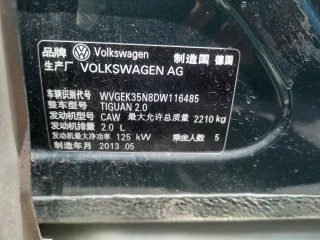 品牌 Volkswagen 制造国 德国
生产厂 VOLKSWAGEN AG
车辆识别代号 WVGEK35N8DW116485
整车型号 TIGUAN 2.0
发动机型号 CAW 最大允许总质量 2210 kg
发动机排量 2.0 L
发动机最大净功率 125 kW 乘坐人数 5
制造年月 2013.05